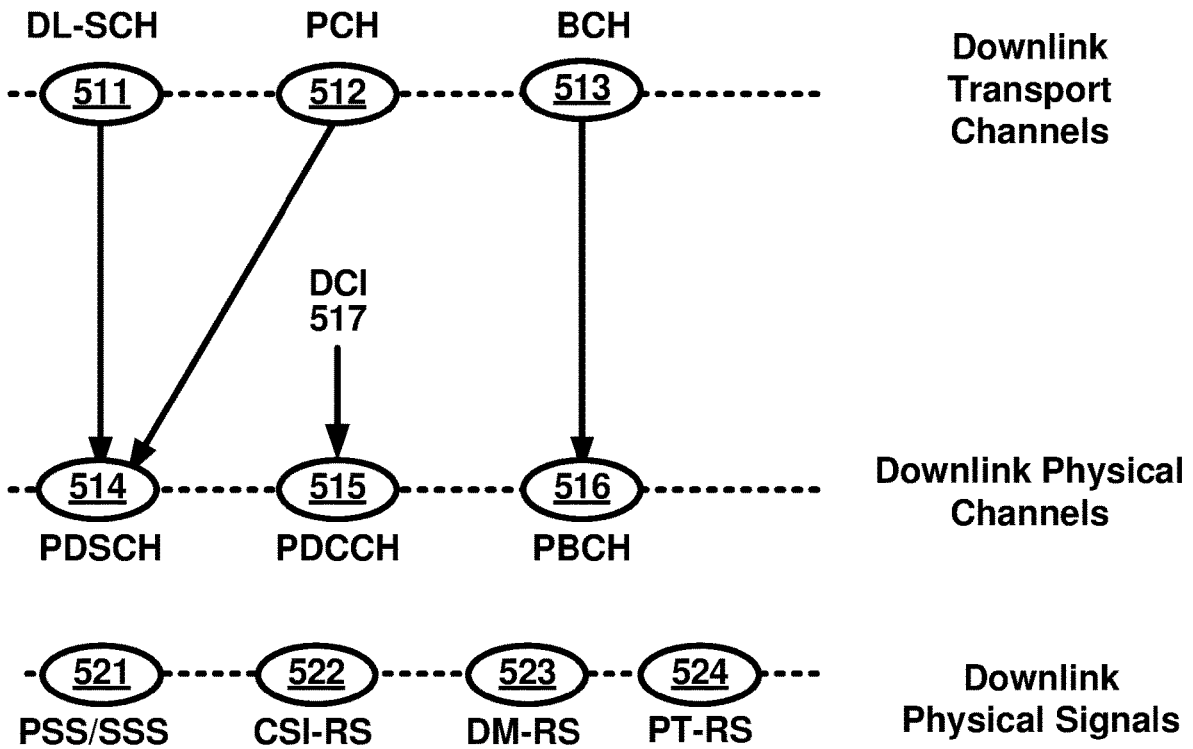 DL-SCH
PCH
BCH
Downlink
Transport
Channels
511
512
513
DCI
517
514
515
516
Downlink Physical
Channels
PDSCH
PDCCH
PBCH
521
522
523
524
Downlink
Physical Signals
PSS/SSS
CSI-RS
DM-RS
PT-RS